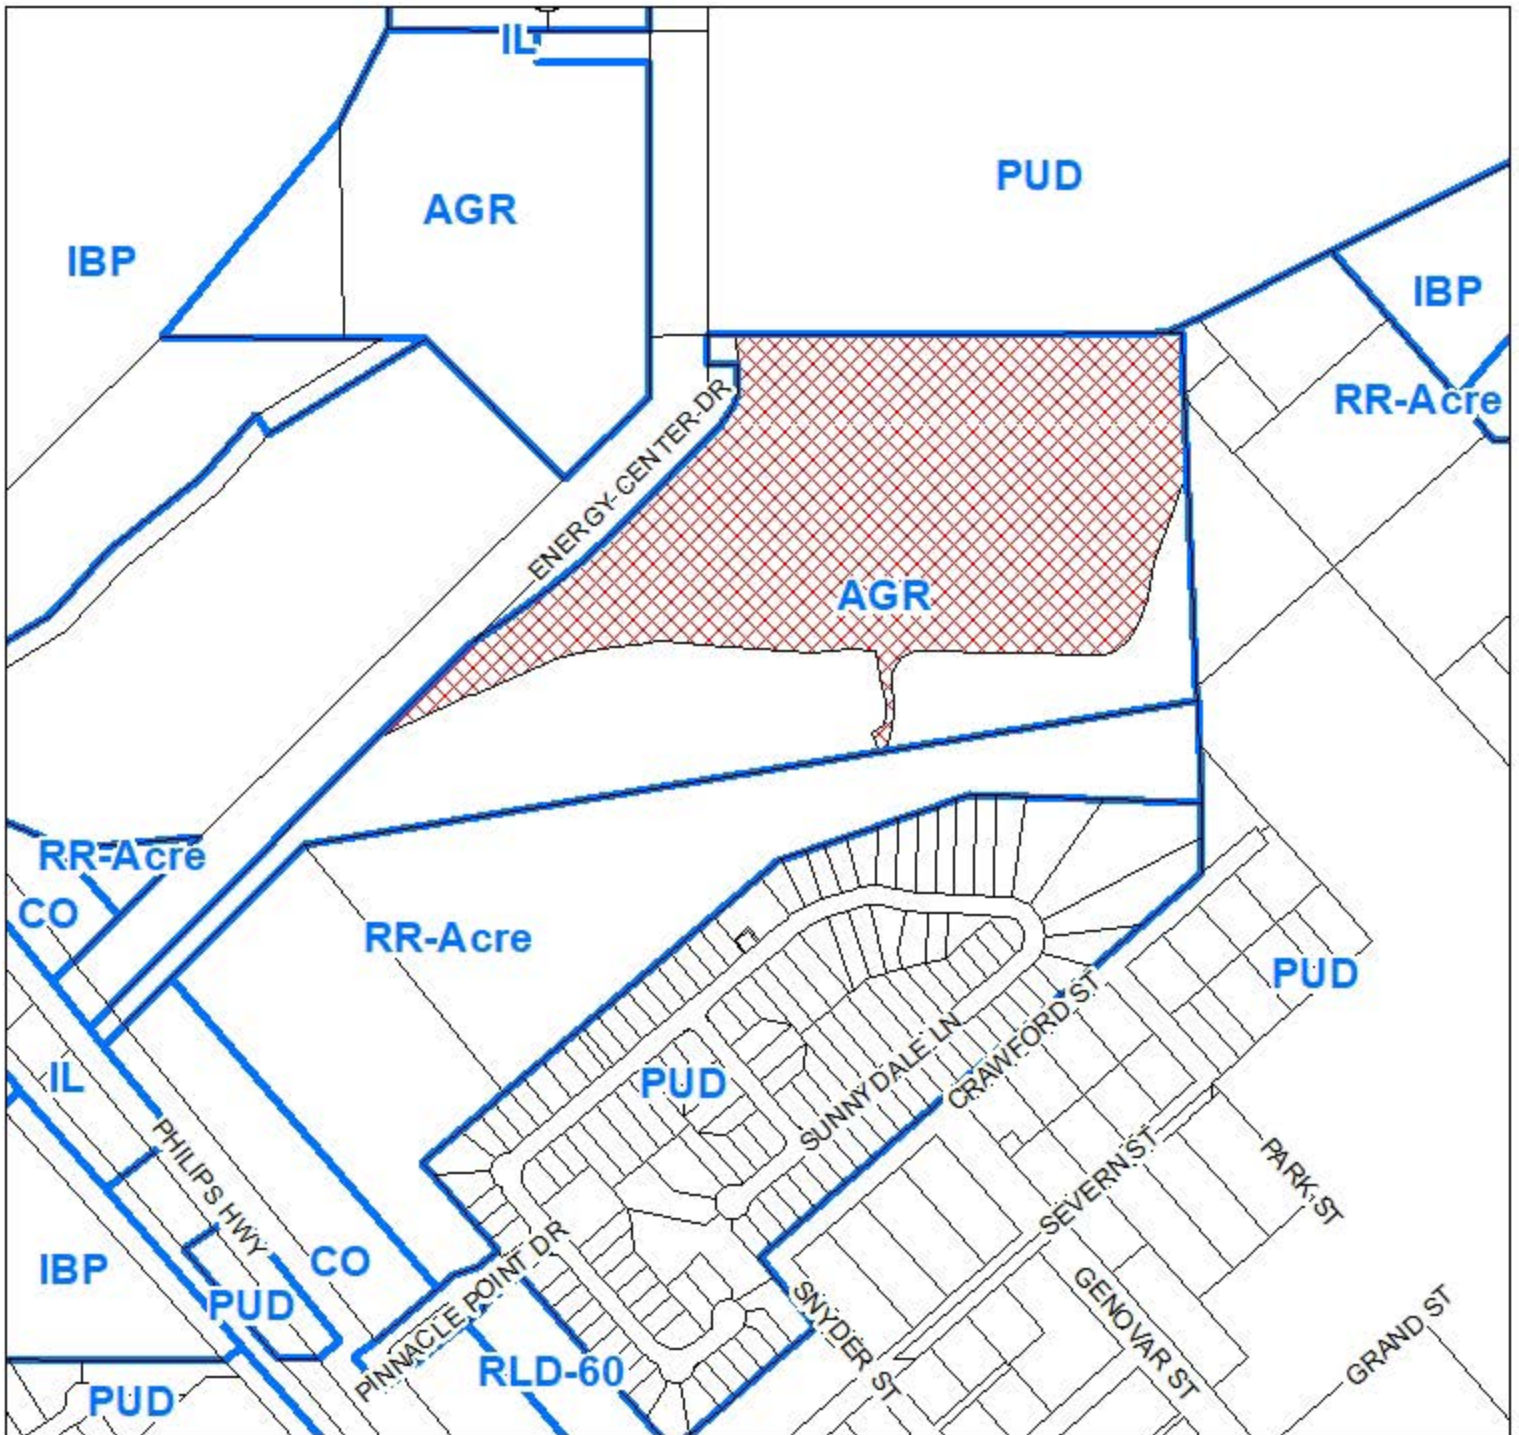 IL
PUD
AGR
IBP
IBP
RR-Acre
ENERGY-CENTER-DR
AGR
RR-Acre
CO
RR-Acre
PUD
CRAWFORD ST
SUNNYDALE LN
IL
PUD
PHILIPS HWY
SEVERN ST
PARK ST
IBP
CO
PUD
PINNACLE POINT DR
SNYDER ST
GENOVAR ST
GRAND ST
RLD-60
PUD